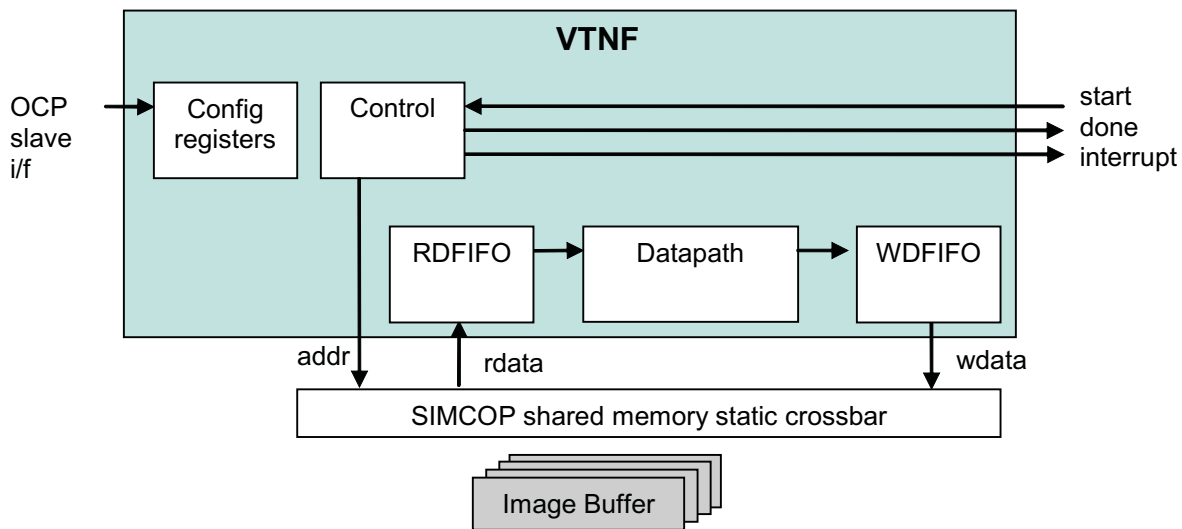 VTNF
OCP
slave
i/f
Config
registers
Control
start
done
interrupt
RDFIFO
Datapath
WDFIFO
addr
rdata
wdata
SIMCOP shared memory static crossbar
Image Buffer